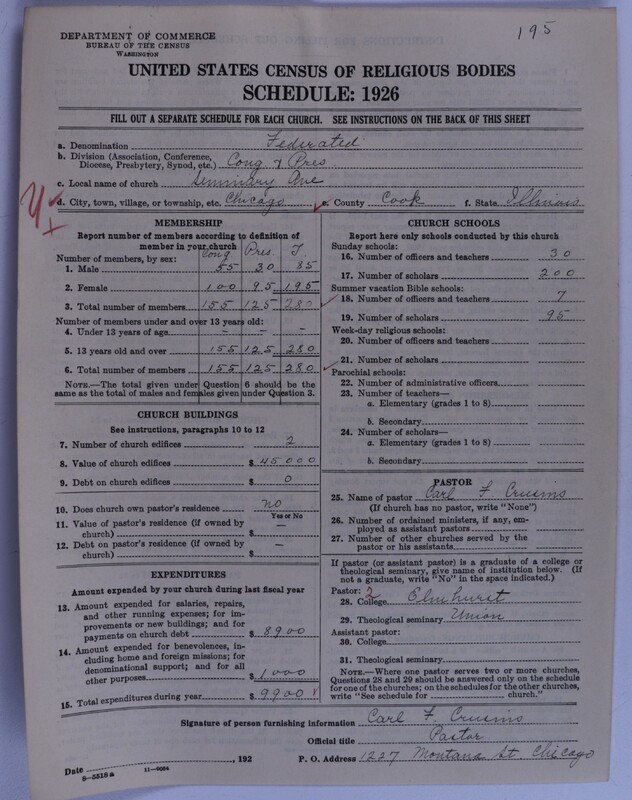 195
DEPARTMENT OF COMMERCE
BUREAU OF THE CENSUS
WASHINGTON
UNITED STATES CENSUS OF RELIGIOUS BODIES
SCHEDULE: 1926
FILL OUT A SEPARATE SCHEDULE FOR EACH CHURCH. SEE INSTRUCTIONS ON THE BACK OF THIS SHEET
a. Denomination Federated
b. Division (Association, Conference,
Diocese, Presbytery, Synod, etc.) Cong. & Pres
c. Local name of church Seminary Ave
d. City, town, village, or township, etc. Chicago e. County Cook f. State Illinois
MEMBERSHIP
Report number of members according to definition of
member in your church
Number of members, by sex: Cong. Pres. T
1. Male 55 30 85
2. Female 100 95 195
3. Total number of members 155 125 280
Number of members under and over 13 years old:
4. Under 13 years of age – – –
5. 13 years old and over 155 125 280
6. Total number of members 155 125 280
NOTE.—The total given under Question 6 should be the
same as the total of males and females given under Question 3.
CHURCH BUILDINGS
See instructions, paragraphs 10 to 12
7. Number of church edifices 2
8. Value of church edifices $ 45000
9. Debt on church edifices $ 0
10. Does church own pastor's residence no
Yes or No
11. Value of pastor's residence (if owned by
church) $ —
12. Debt on pastor's residence (if owned by
church) $ —
EXPENDITURES
Amount expended by your church during last fiscal year
13. Amount expended for salaries, repairs,
and other running expenses; for im-
provements or new buildings; and for
payments on church debt $ 8900
14. Amount expended for benevolences, in-
cluding home and foreign missions; for
denominational support; and for all
other purposes $ 1000
15. Total expenditures during year $ 9900
CHURCH SCHOOLS
Report here only schools conducted by this church
Sunday schools:
16. Number of officers and teachers 30
17. Number of scholars 200
Summer vacation Bible schools:
18. Number of officers and teachers 7
19. Number of scholars 95
Week-day religious schools:
20. Number of officers and teachers
21. Number of scholars
Parochial schools:
22. Number of administrative officers
23. Number of teachers—
a. Elementary (grades 1 to 8)
b. Secondary
24. Number of scholars—
a. Elementary (grades 1 to 8)
b. Secondary
PASTOR
25. Name of pastor Carl F Crusius
(If church has no pastor, write "None")
26. Number of ordained ministers, if any, em-
ployed as assistant pastors
27. Number of other churches served by the
pastor or his assistants
If pastor (or assistant pastor) is a graduate of a college or
theological seminary, give name of institution below. (If
not a graduate, write "No" in the space indicated.)
Pastor: 2
28. College Elmhurst
29. Theological seminary Union
Assistant pastor:
30. College
31. Theological seminary
NOTE.—Where one pastor serves two or more churches,
Questions 28 and 29 should be answered only on the schedule
for one of the churches; on the schedules for the other churches,
write "See schedule for church."
Signature of person furnishing information Carl F. Crusius
Official title Pastor
Date , 192 P. O. Address 1227 Montana St. Chicago
8—5516 a 11—9084